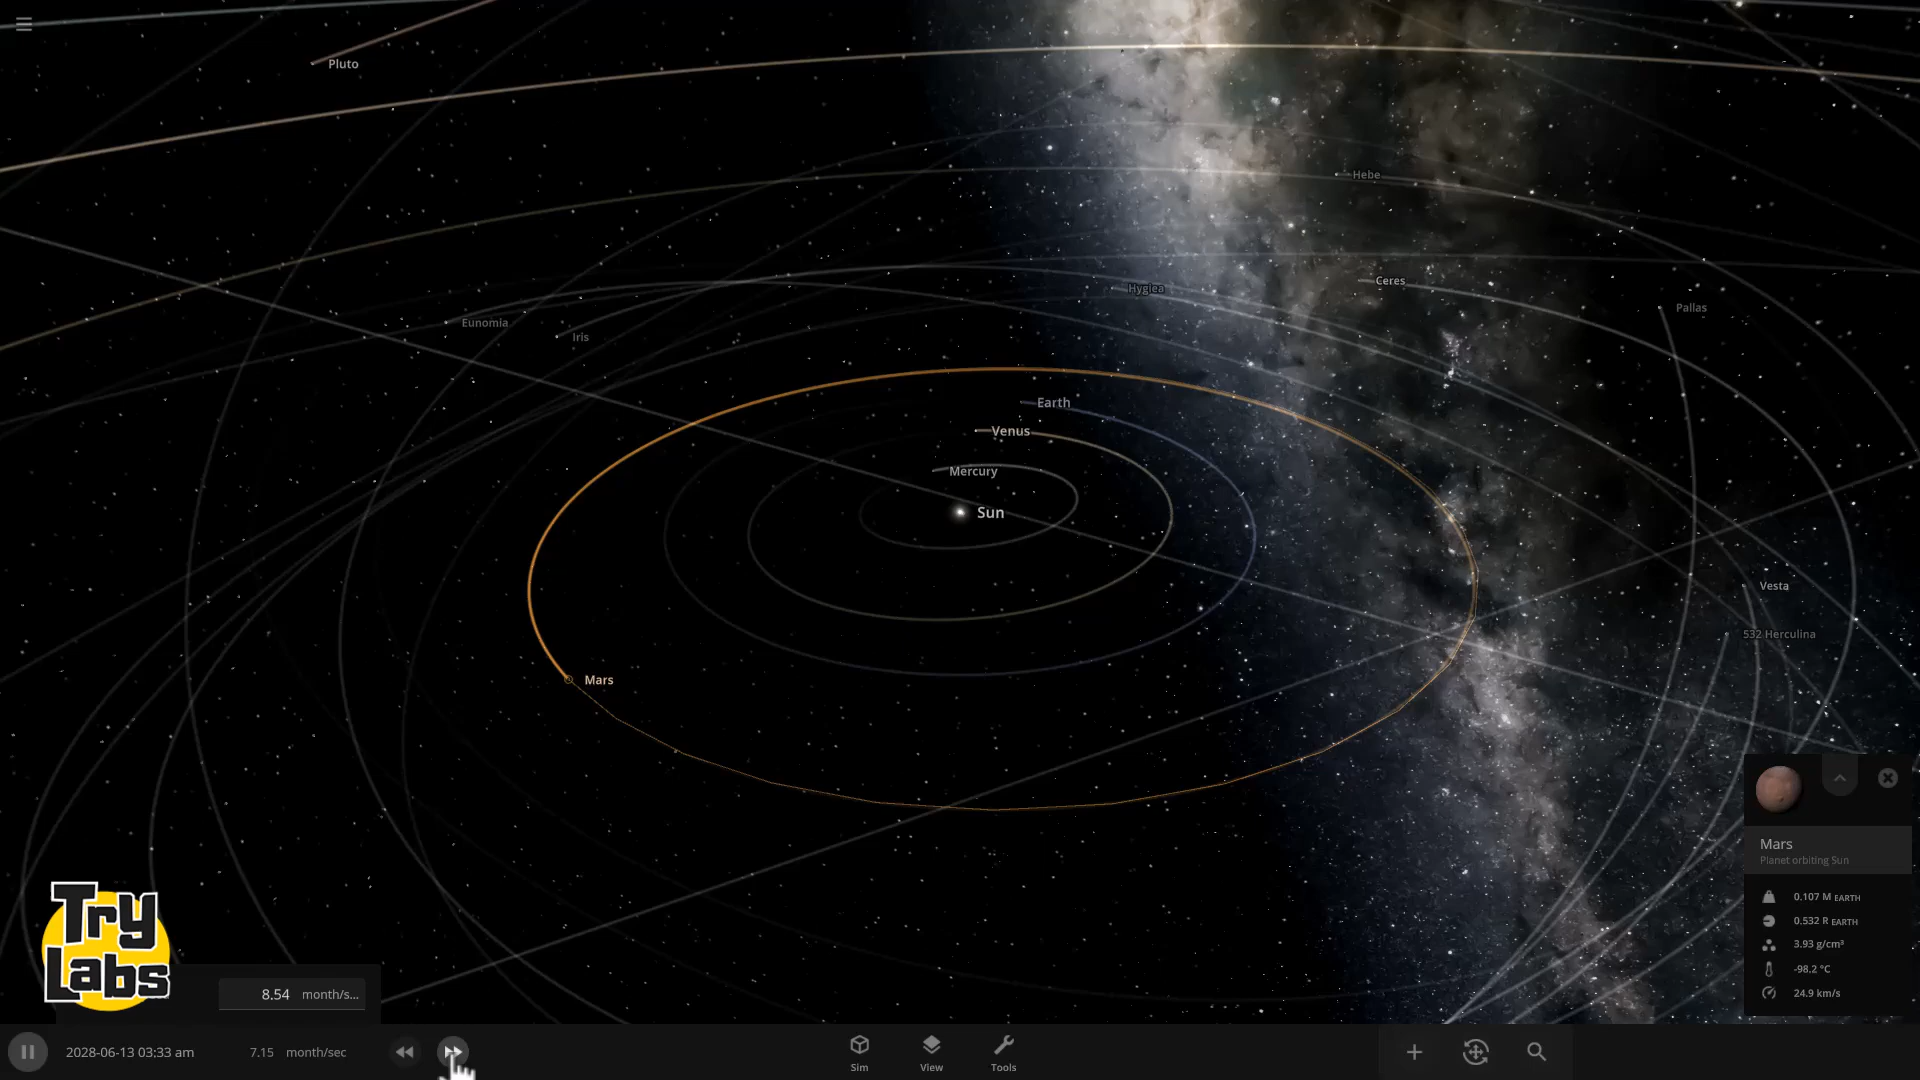 Pluto
Hebe
Ceres
Hygiea
Pallas
Eunomia
Iris
Earth
Venus
Mercury
Sun
Vesta
532 Herculina
Mars
Mars
Planet orbiting Sun
0.107 M EARTH
0.532 R EARTH
3.93 g/cm³
-98.2 °C
24.9 km/s
Try
Labs
8.54 month/s...
2028-06-13 03:33 am 7.15 month/sec
Sim View Tools